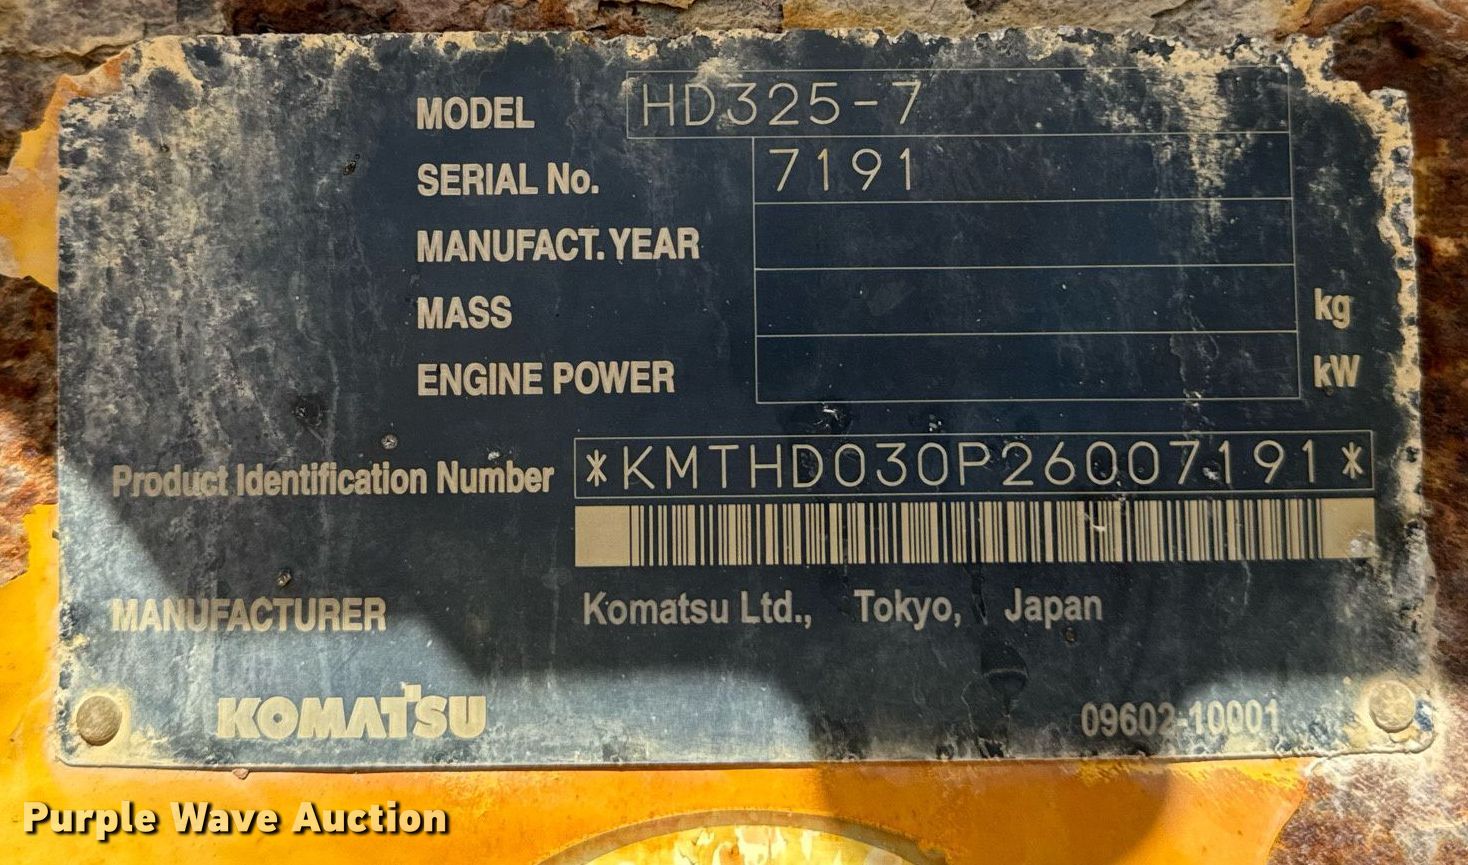 MODEL HD325-7
SERIAL No. 7191
MANUFACT. YEAR
MASS kg
ENGINE POWER kW
Product Identification Number *KMTHD030P26007191*
MANUFACTURER Komatsu Ltd., Tokyo, Japan
KOMATSU 09602-10001
Purple Wave Auction